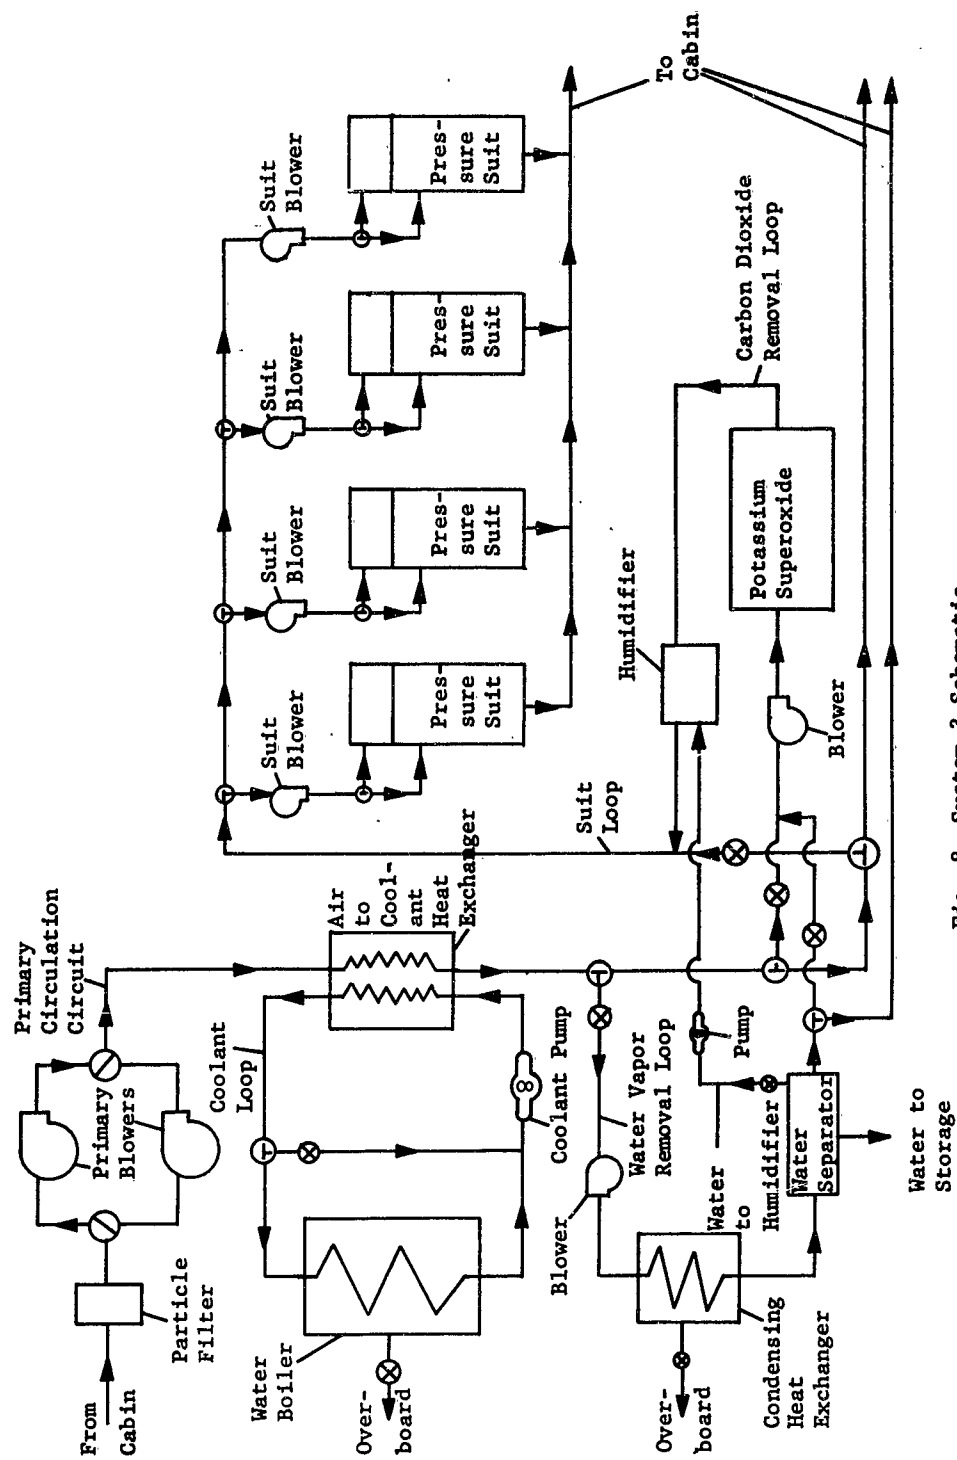 From
Cabin
Particle
Filter
Primary
Blowers
Primary
Circulation
Circuit
Water
Boiler
Over-
board
Coolant
Loop
Coolant Pump
Air
to
Cool-
ant
Heat
Exchanger
Suit
Blower
Suit
Blower
Suit
Blower
Suit
Blower
Pres-
sure
Suit
Pres-
sure
Suit
Pres-
sure
Suit
Pres-
sure
Suit
To
Cabin
Suit
Loop
Humidifier
Carbon Dioxide
Removal Loop
Potassium
Superoxide
Blower
Blower
Water Vapor
Removal Loop
Pump
Over-
board
Condensing
Heat
Exchanger
Water
to
Humidifier
Water
Separator
Water to
Storage